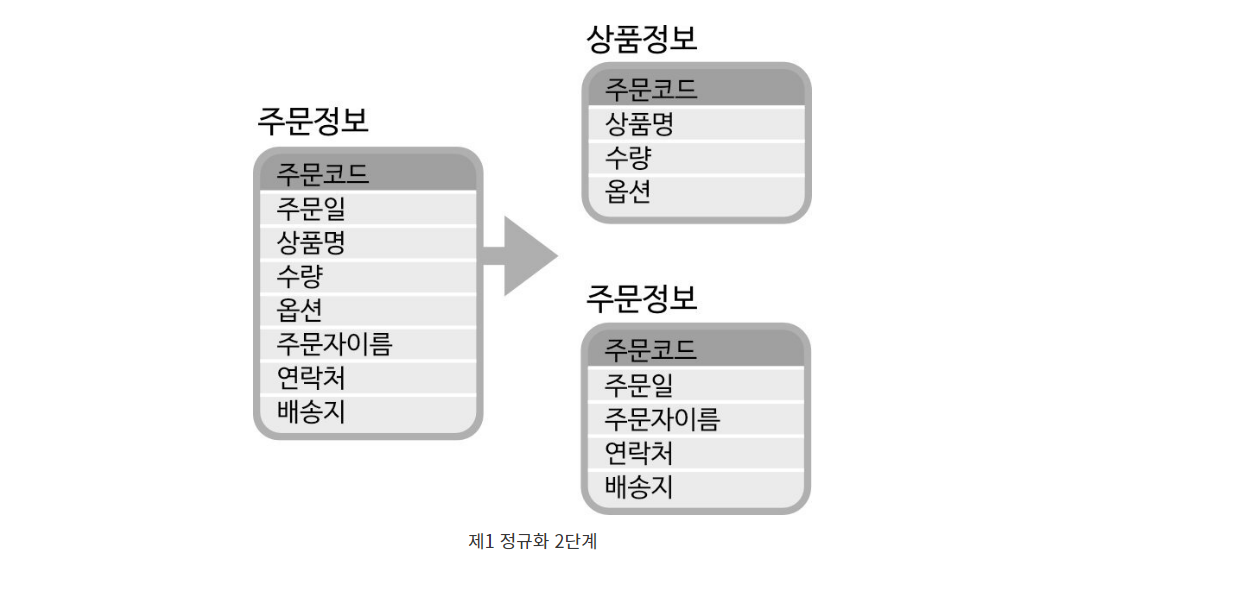 주문정보
주문코드
주문일
상품명
수량
옵션
주문자이름
연락처
배송지
상품정보
주문코드
상품명
수량
옵션
주문정보
주문코드
주문일
주문자이름
연락처
배송지
제1 정규화 2단계